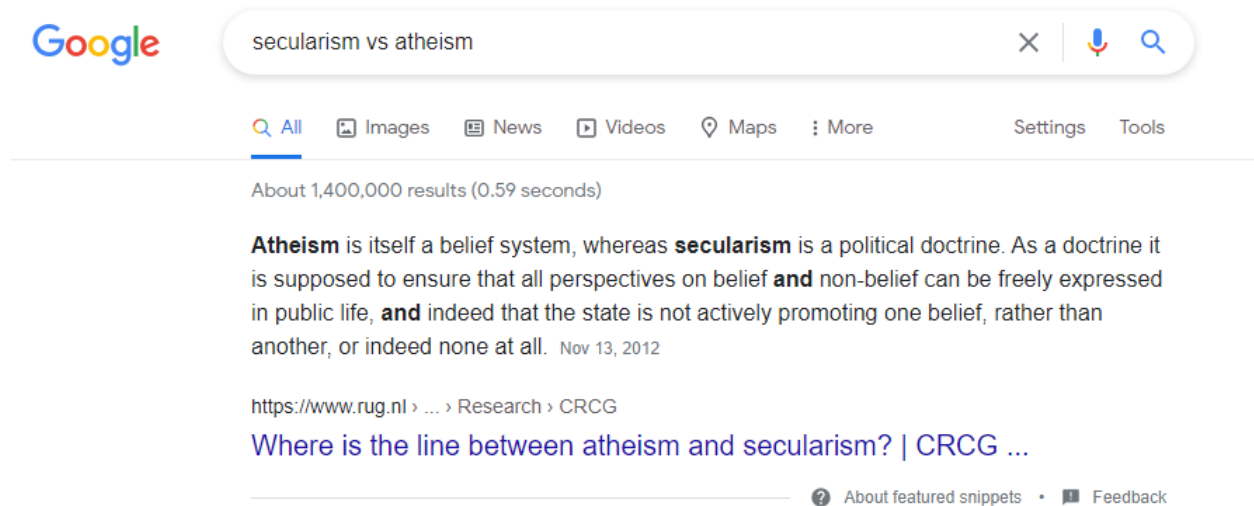 Google
secularism vs atheism
All Images News Videos Maps More Settings Tools
About 1,400,000 results (0.59 seconds)
Atheism is itself a belief system, whereas secularism is a political doctrine. As a doctrine it
is supposed to ensure that all perspectives on belief and non-belief can be freely expressed
in public life, and indeed that the state is not actively promoting one belief, rather than
another, or indeed none at all. Nov 13, 2012
https://www.rug.nl › ... › Research › CRCG
Where is the line between atheism and secularism? | CRCG ...
About featured snippets • Feedback